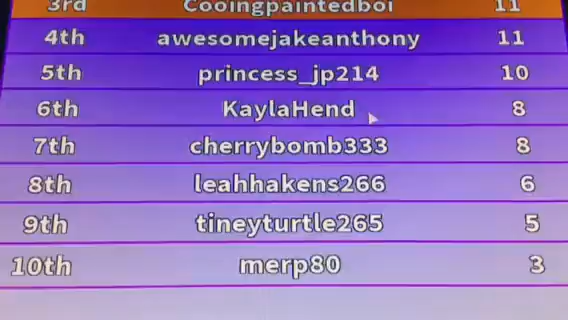 3rd Cooingpaintedboi 11
4th awesomejakeanthony 11
5th princess_jp214 10
6th KaylaHend 8
7th cherrybomb333 8
8th leahhakens266 6
9th tineyturtle265 5
10th merp80 3